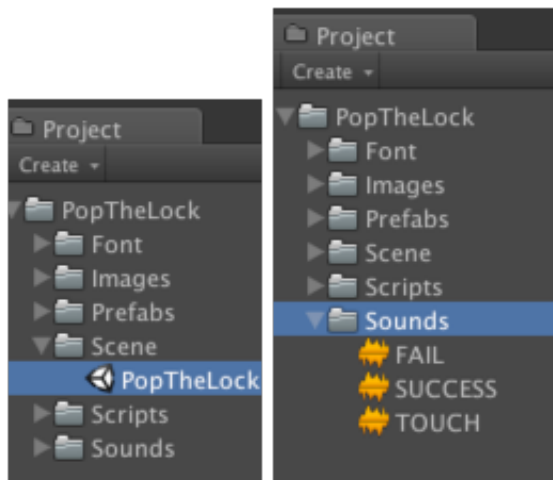 Project
Create
PopTheLock
Font
Images
Prefabs
Scene
PopTheLock
Scripts
Sounds
Project
Create
PopTheLock
Font
Images
Prefabs
Scene
Scripts
Sounds
FAIL
SUCCESS
TOUCH